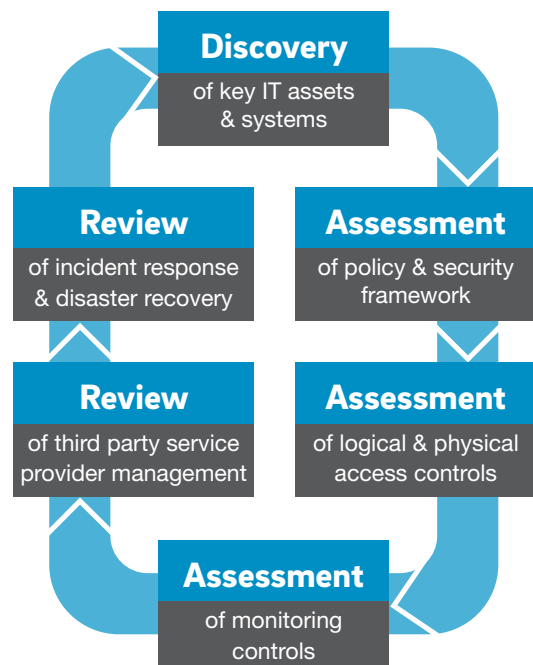 Discovery
of key IT assets
& systems
Assessment
of policy & security
framework
Assessment
of logical & physical
access controls
Assessment
of monitoring
controls
Review
of third party service
provider management
Review
of incident response
& disaster recovery